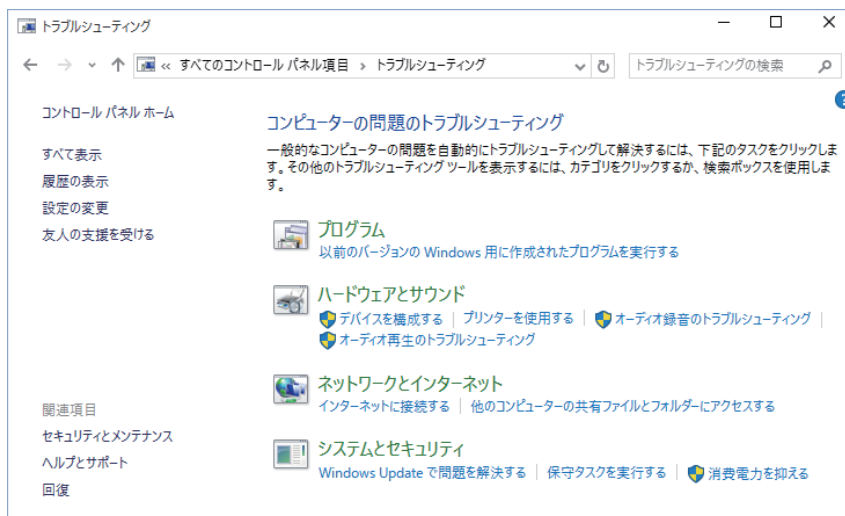 トラブルシューティング
« すべてのコントロール パネル項目 › トラブルシューティング
トラブルシューティングの検索
コントロール パネル ホーム
すべて表示
履歴の表示
設定の変更
友人の支援を受ける
コンピューターの問題のトラブルシューティング
一般的なコンピューターの問題を自動的にトラブルシューティングして解決するには、下記のタスクをクリックしま
す。その他のトラブルシューティング ツールを表示するには、カテゴリをクリックするか、検索ボックスを使用しま
す。
プログラム
以前のバージョンの Windows 用に作成されたプログラムを実行する
ハードウェアとサウンド
デバイスを構成する | プリンターを使用する | オーディオ録音のトラブルシューティング |
オーディオ再生のトラブルシューティング
ネットワークとインターネット
インターネットに接続する | 他のコンピューターの共有ファイルとフォルダーにアクセスする
システムとセキュリティ
Windows Update で問題を解決する | 保守タスクを実行する | 消費電力を抑える
関連項目
セキュリティとメンテナンス
ヘルプとサポート
回復